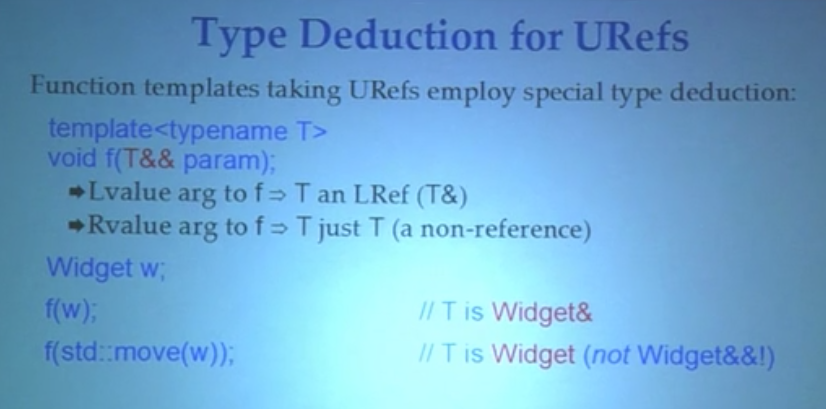 Type Deduction for URefs
Function templates taking URefs employ special type deduction:
template<typename T>
void f(T&& param);
➡Lvalue arg to f⇒ T an LRef (T&)
➡Rvalue arg to f⇒ T just T (a non-reference)
Widget w;
f(w); // T is Widget&
f(std::move(w)); // T is Widget (not Widget&&!)